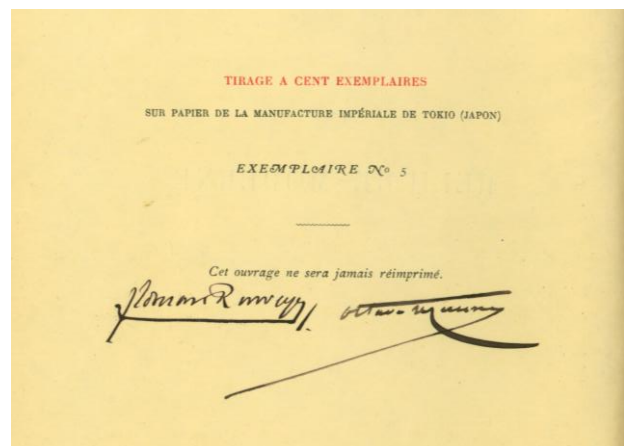 TIRAGE A CENT EXEMPLAIRES
SUR PAPIER DE LA MANUFACTURE IMPÉRIALE DE TOKIO (JAPON)
EXEMPLAIRE No 5
Cet ouvrage ne sera jamais réimprimé.